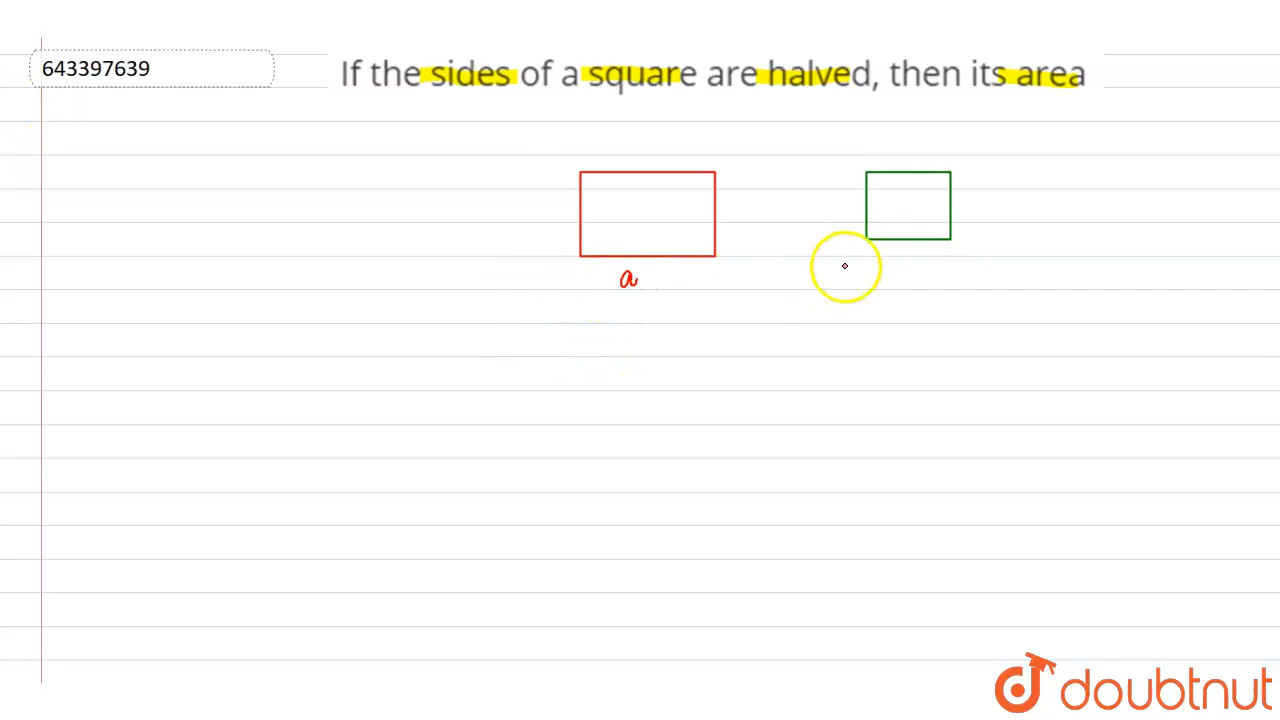 643397639
If the sides of a square are halved, then its area
a
doubtnut